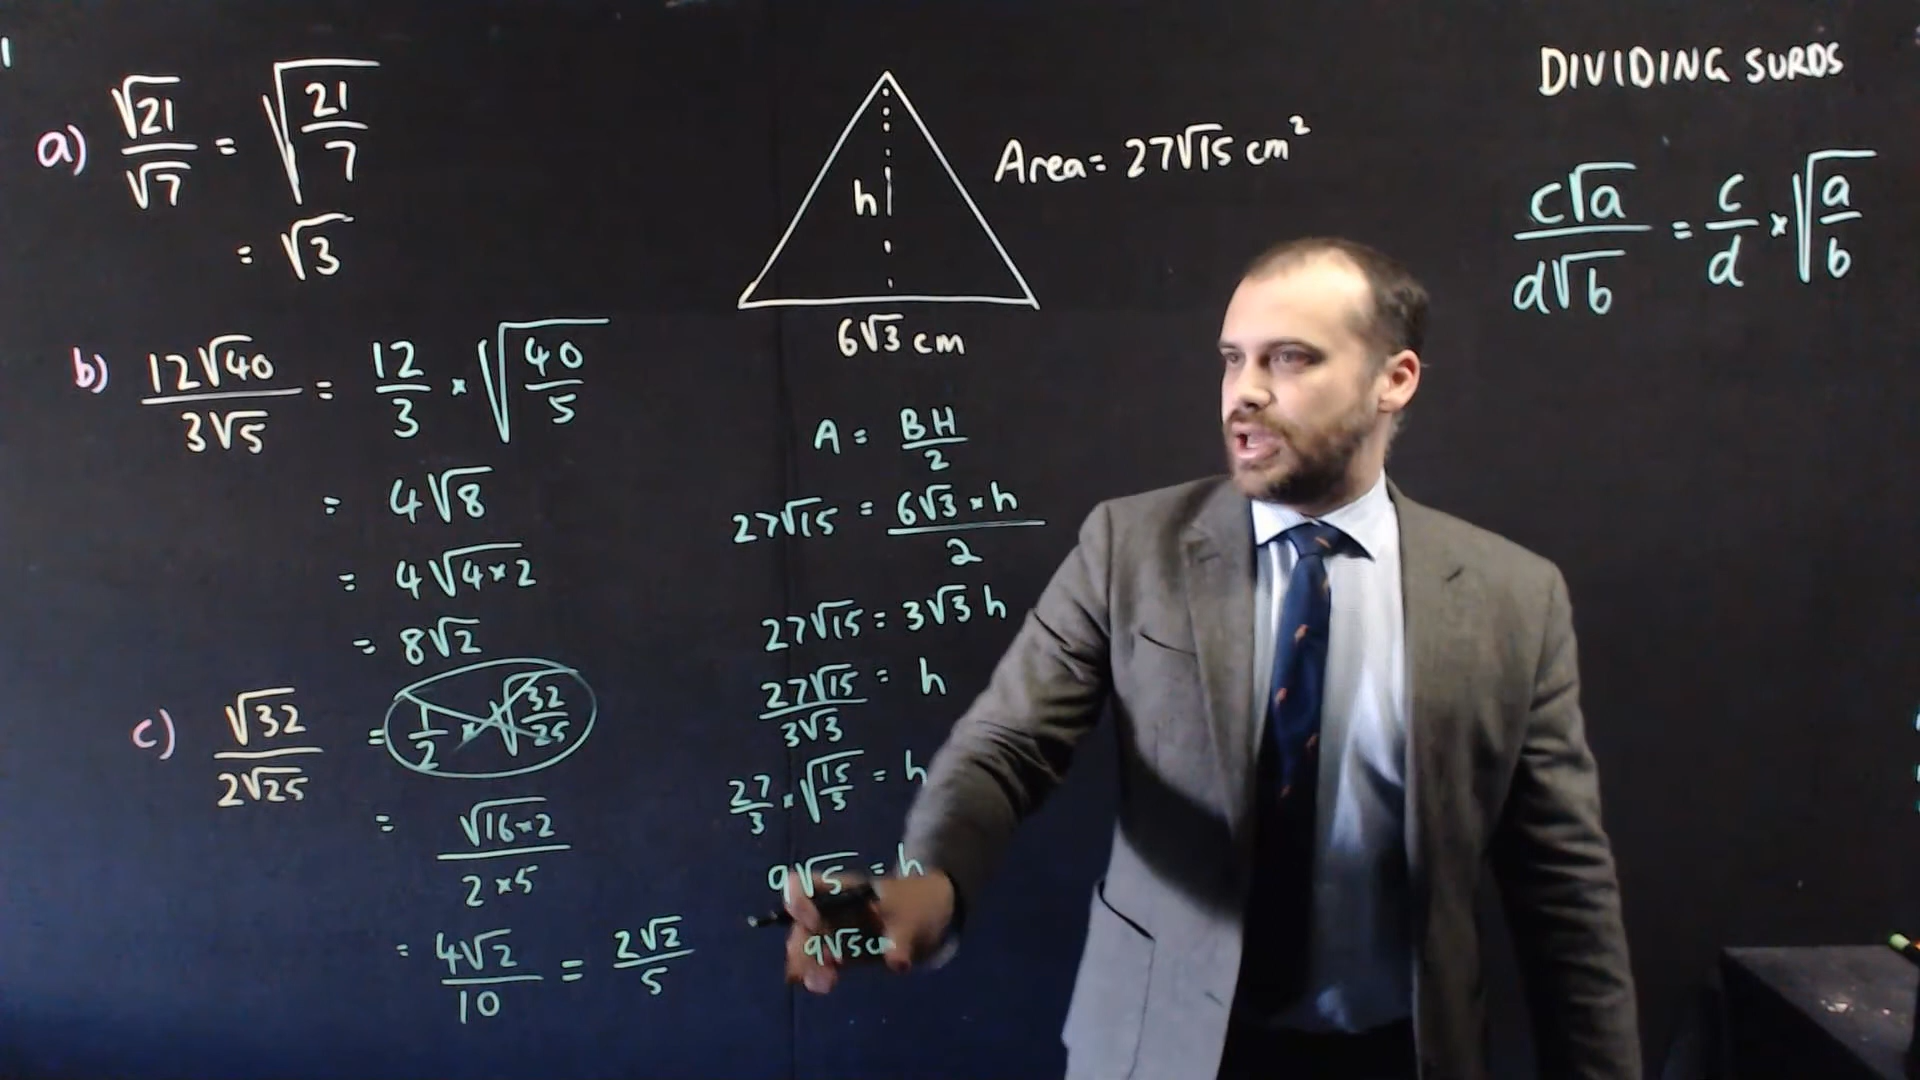 DIVIDING SURDS
c√a / d√b = c/d × √(a/b)
a) √21 / √7 = √(21/7)
= √3
b) 12√40 / 3√5 = 12/3 × √(40/5)
= 4√8
= 4√(4×2)
= 8√2
c) √32 / 2√25 = 1/2 × √(32/25)
= √(16×2) / (2×5)
= 4√2 / 10 = 2√2 / 5
h
Area = 27√15 cm²
6√3 cm
A = BH/2
27√15 = (6√3 × h) / 2
27√15 = 3√3 h
27√15 / 3√3 = h
27/3 × √(15/3) = h
9√5 = h
9√5 cm